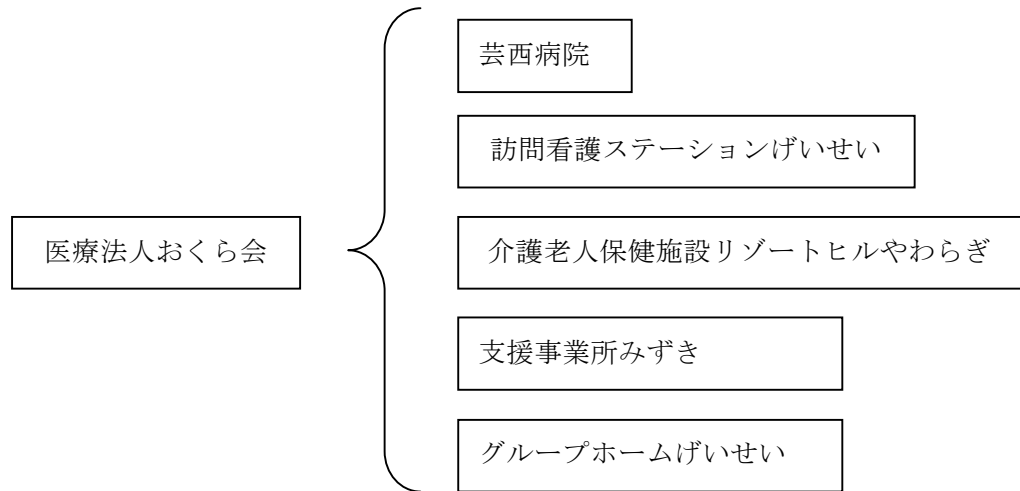 芸西病院
訪問看護ステーションげいせい
医療法人おくら会
介護老人保健施設リゾートヒルやわらぎ
支援事業所みずき
グループホームげいせい